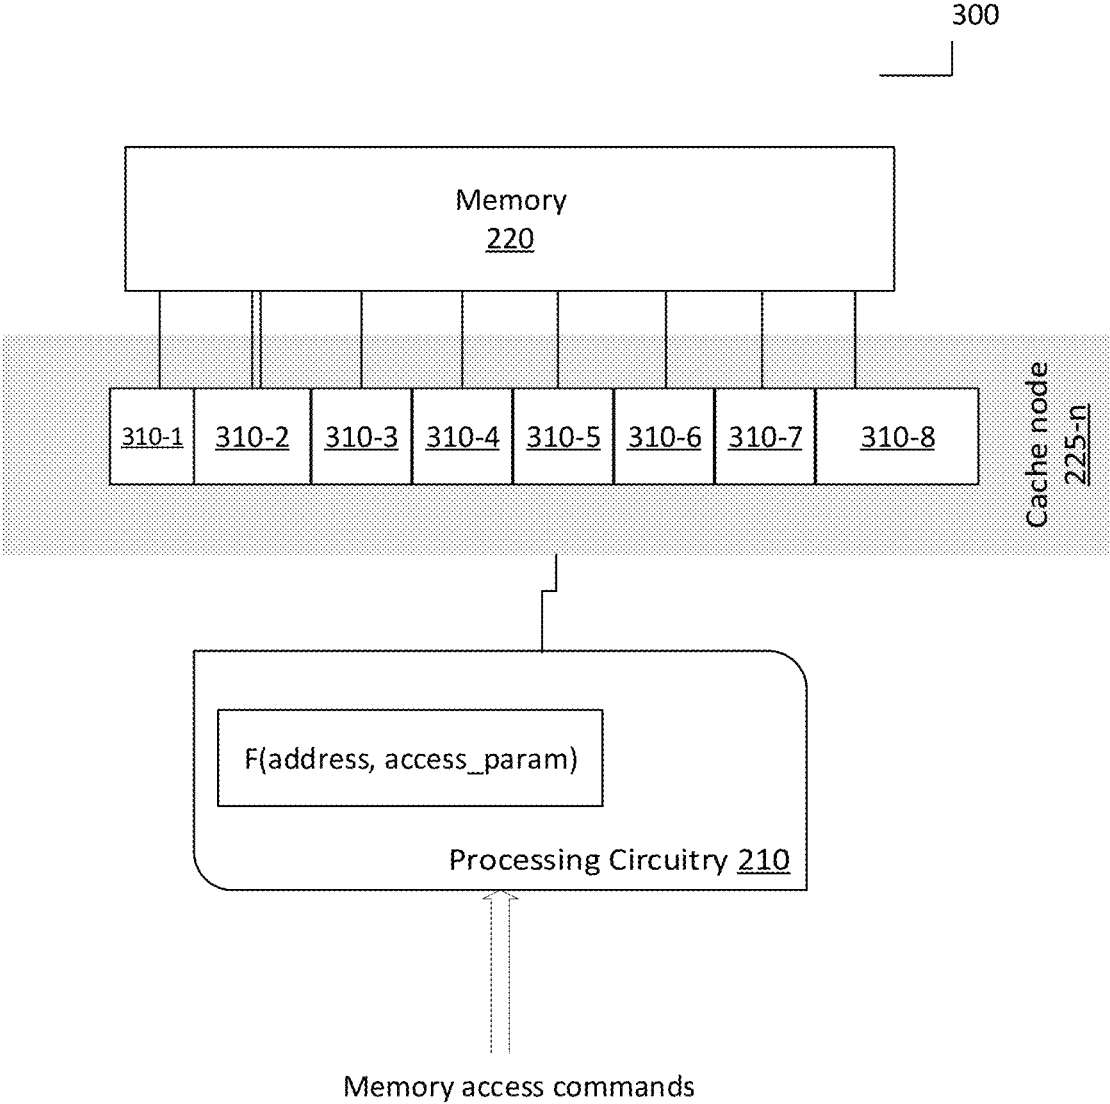 300
Memory
220
310-1 310-2 310-3 310-4 310-5 310-6 310-7 310-8
Cache node
225-n
F(address, access_param)
Processing Circuitry 210
Memory access commands